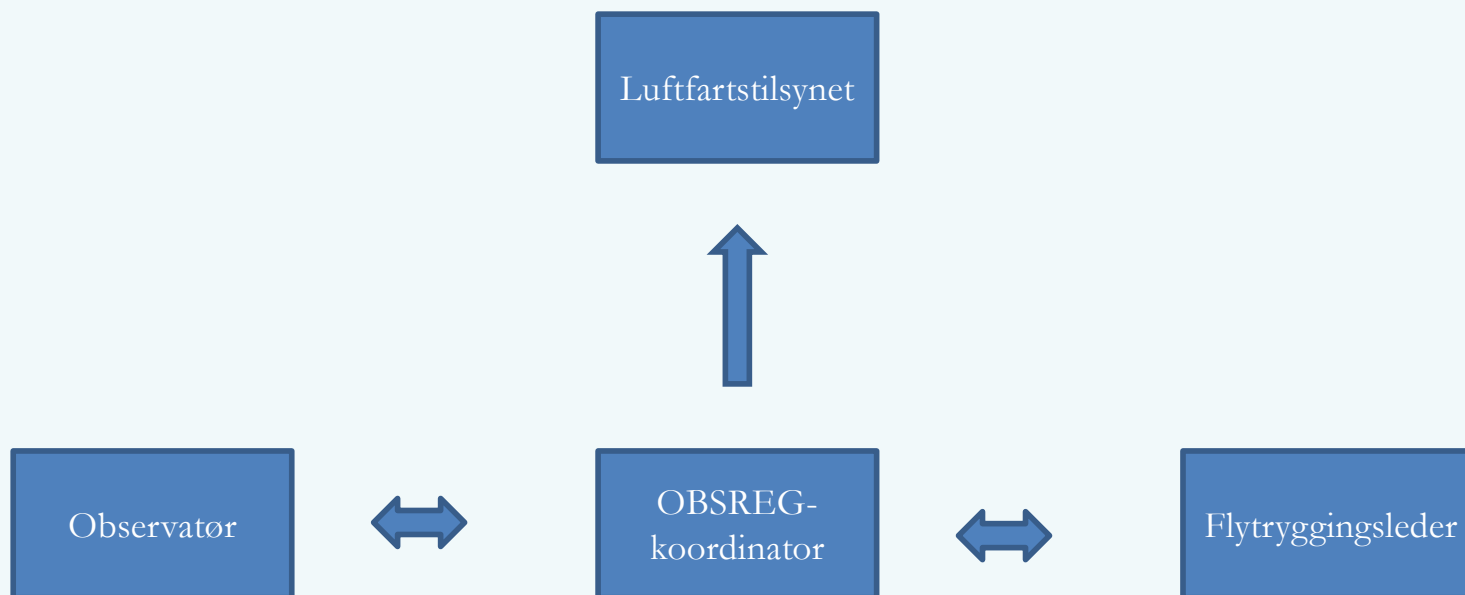 Luftfartstilsynet
Observatør
OBSREG-
koordinator
Flytryggingsleder